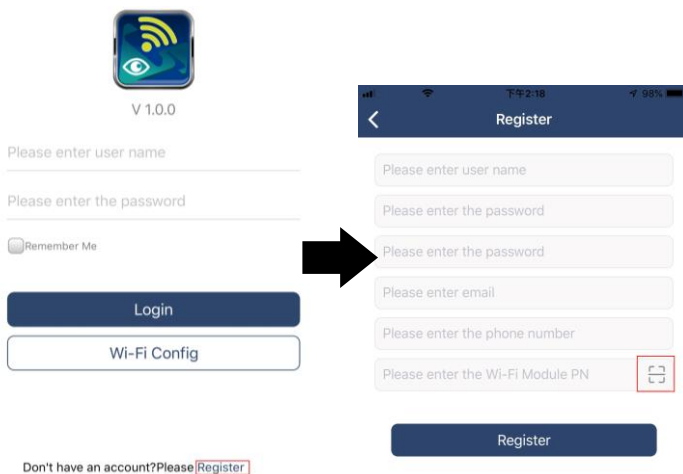 V 1.0.0
Please enter user name
Please enter the password
Remember Me
Login
Wi-Fi Config
Don't have an account?Please Register
下午2:18
98%
Register
Please enter user name
Please enter the password
Please enter the password
Please enter email
Please enter the phone number
Please enter the Wi-Fi Module PN
Register